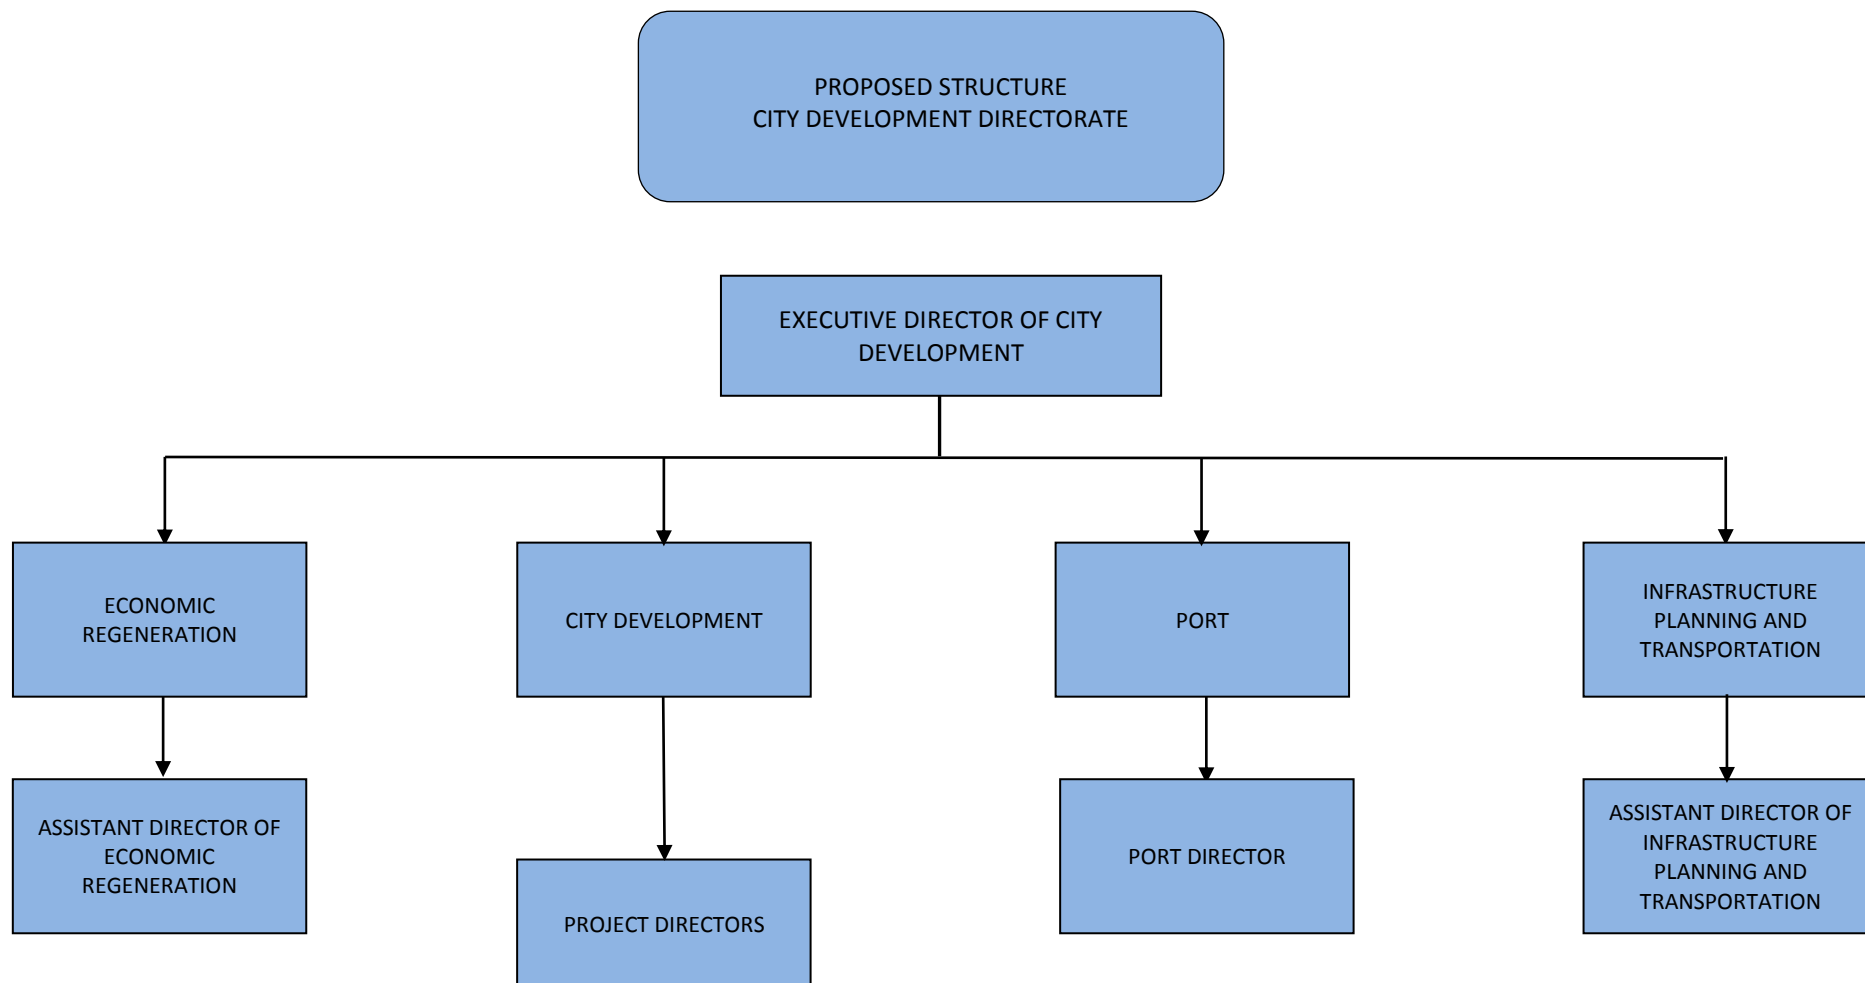 PROPOSED STRUCTURE
CITY DEVELOPMENT DIRECTORATE
EXECUTIVE DIRECTOR OF CITY
DEVELOPMENT
ECONOMIC
REGENERATION
CITY DEVELOPMENT
PORT
INFRASTRUCTURE
PLANNING AND
TRANSPORTATION
ASSISTANT DIRECTOR OF
ECONOMIC
REGENERATION
PROJECT DIRECTORS
PORT DIRECTOR
ASSISTANT DIRECTOR OF
INFRASTRUCTURE
PLANNING AND
TRANSPORTATION